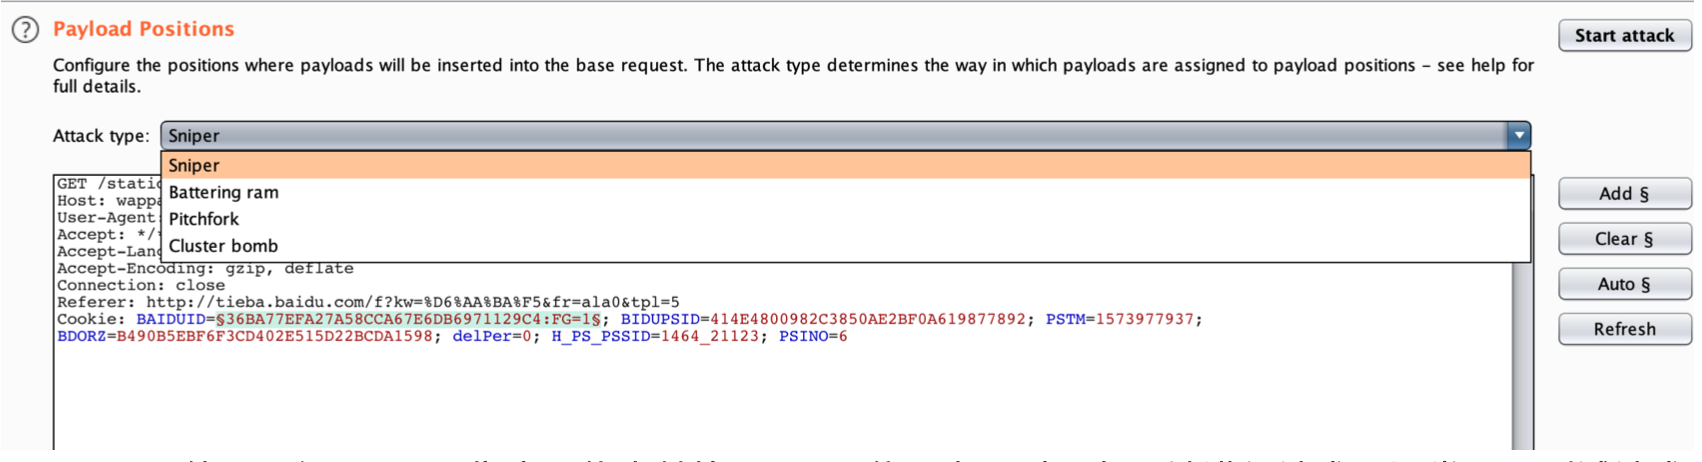 ? Payload Positions
Start attack
Configure the positions where payloads will be inserted into the base request. The attack type determines the way in which payloads are assigned to payload positions – see help for
full details.
Attack type: Sniper
Sniper
Battering ram
Pitchfork
Cluster bomb
GET /static
Host: wappa
User-Agent:
Accept: */
Accept-Lang
Accept-Encoding: gzip, deflate
Connection: close
Referer: http://tieba.baidu.com/f?kw=%D6%AA%BA%F5&fr=ala0&tpl=5
Cookie: BAIDUID=§36BA77EFA27A58CCA67E6DB6971129C4:FG=1§; BIDUPSID=414E4800982C3850AE2BF0A619877892; PSTM=1573977937;
BDORZ=B490B5EBF6F3CD402E515D22BCDA1598; delPer=0; H_PS_PSSID=1464_21123; PSINO=6
Add §
Clear §
Auto §
Refresh